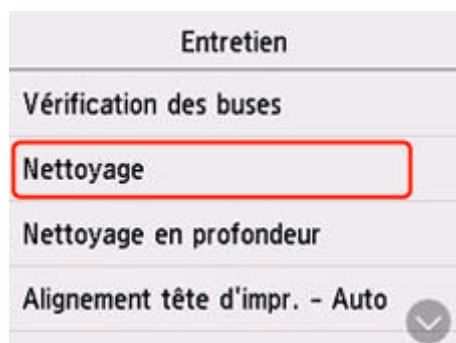 Entretien
Vérification des buses
Nettoyage
Nettoyage en profondeur
Alignement tête d'impr. - Auto